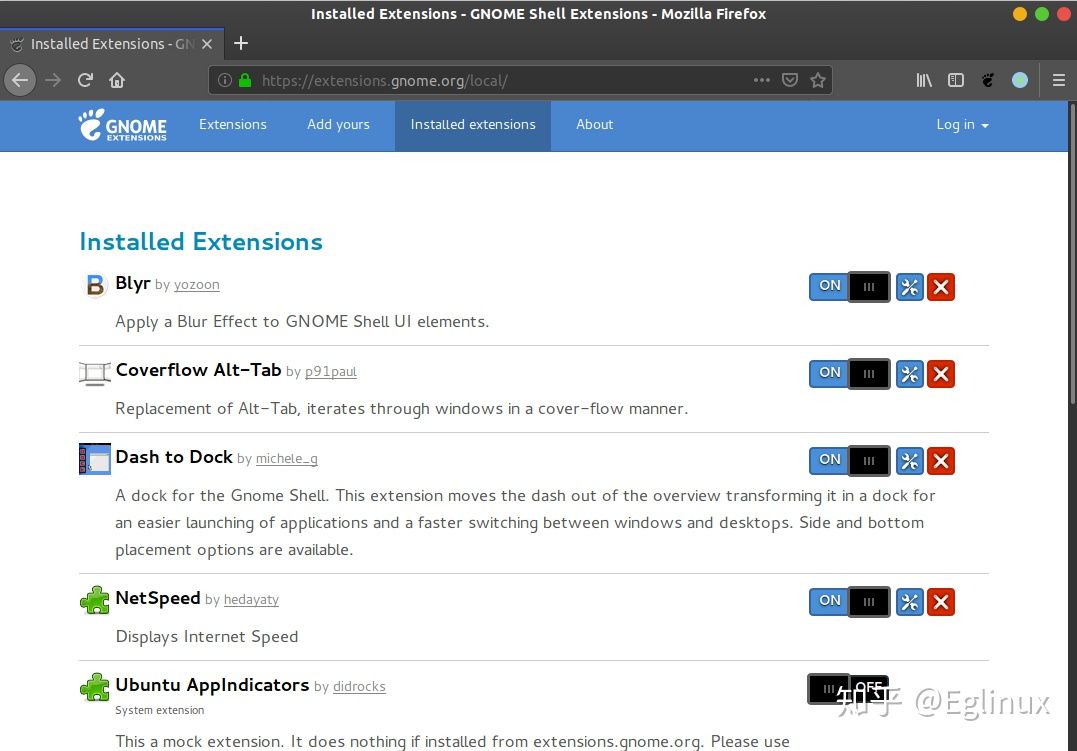 Installed Extensions - GNOME Shell Extensions - Mozilla Firefox
Installed Extensions - GN
https://extensions.gnome.org/local/
GNOME EXTENSIONS
Extensions
Add yours
Installed extensions
About
Log in
Installed Extensions
Blyr by yozoon
ON
Apply a Blur Effect to GNOME Shell UI elements.
Coverflow Alt-Tab by p91paul
ON
Replacement of Alt-Tab, iterates through windows in a cover-flow manner.
Dash to Dock by michele_g
ON
A dock for the Gnome Shell. This extension moves the dash out of the overview transforming it in a dock for
an easier launching of applications and a faster switching between windows and desktops. Side and bottom
placement options are available.
NetSpeed by hedayaty
ON
Displays Internet Speed
Ubuntu AppIndicators by didrocks
OFF
System extension
知乎 @Eglinux
This a mock extension. It does nothing if installed from extensions.gnome.org. Please use